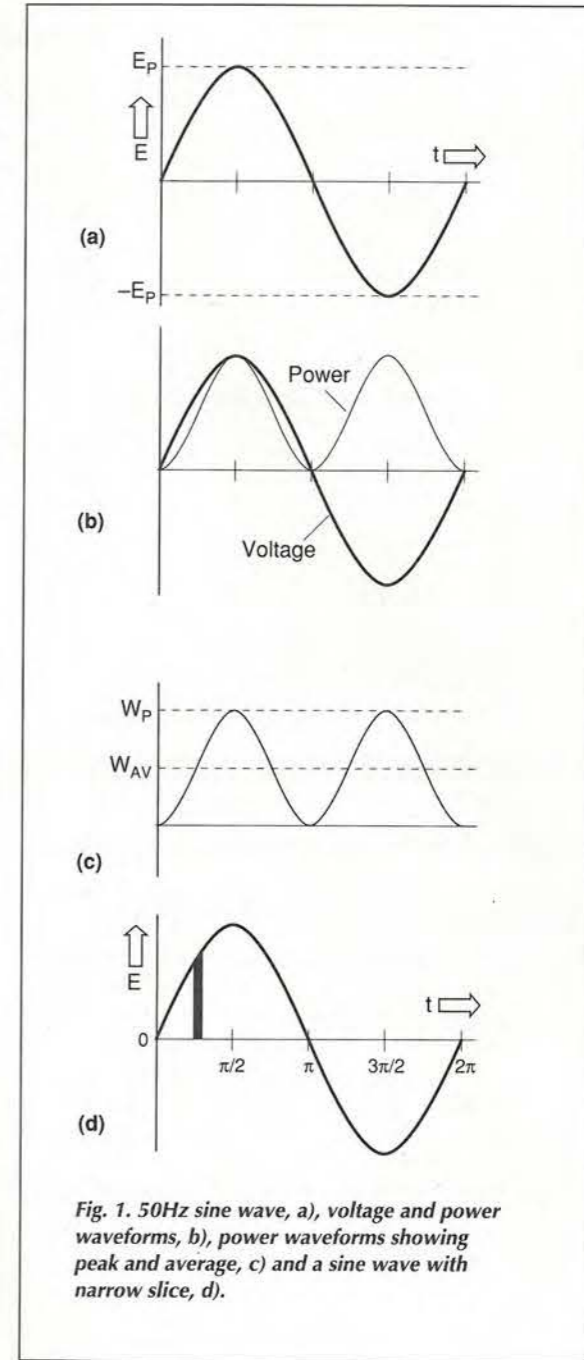 E_P
E
t
(a)
–E_P
Power
(b)
Voltage
W_P
W_AV
(c)
E
t
0
π/2 π 3π/2 2π
(d)
Fig. 1. 50Hz sine wave, a), voltage and power
waveforms, b), power waveforms showing
peak and average, c) and a sine wave with
narrow slice, d).